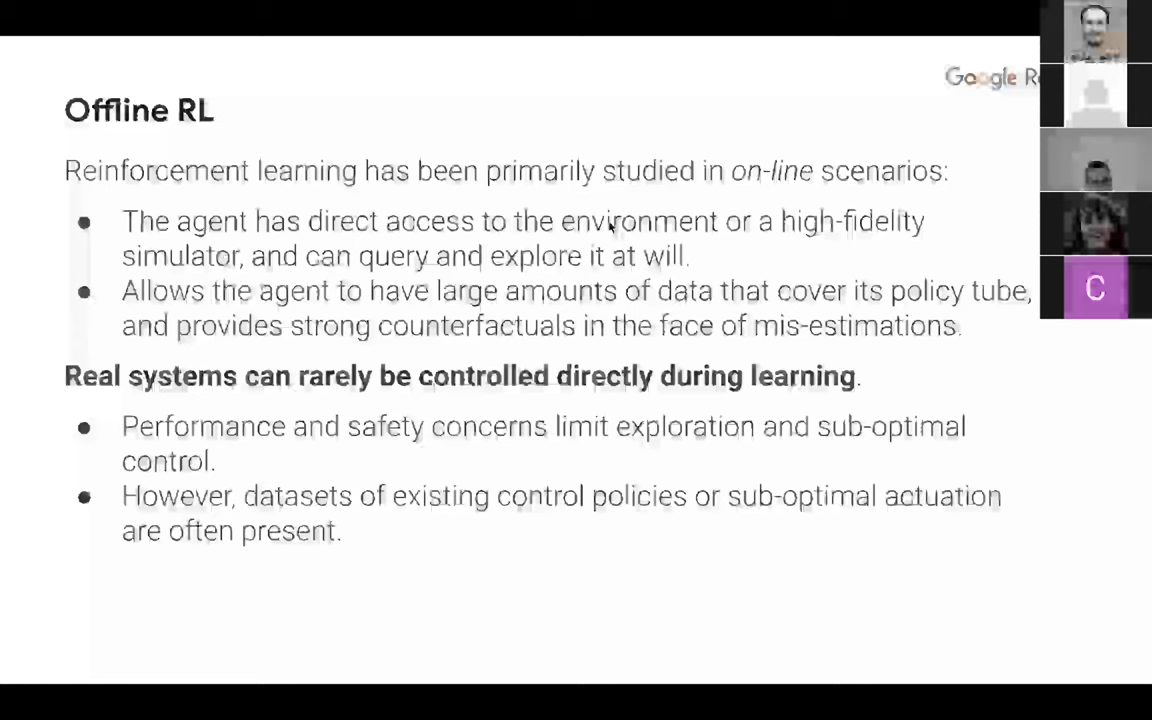 Google R
Offline RL
Reinforcement learning has been primarily studied in on-line scenarios:
● The agent has direct access to the environment or a high-fidelity
simulator, and can query and explore it at will.
● Allows the agent to have large amounts of data that cover its policy tube,
and provides strong counterfactuals in the face of mis-estimations.
Real systems can rarely be controlled directly during learning.
● Performance and safety concerns limit exploration and sub-optimal
control.
● However, datasets of existing control policies or sub-optimal actuation
are often present.
C